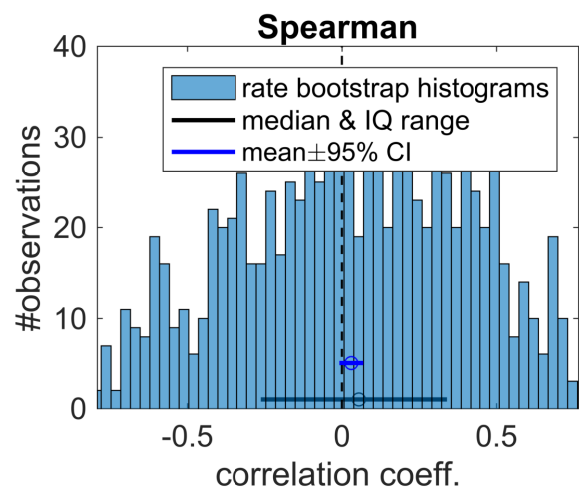 Spearman
40
rate bootstrap histograms
median & IQ range
mean±95% CI
30
20
10
0
#observations
-0.5
0
0.5
correlation coeff.